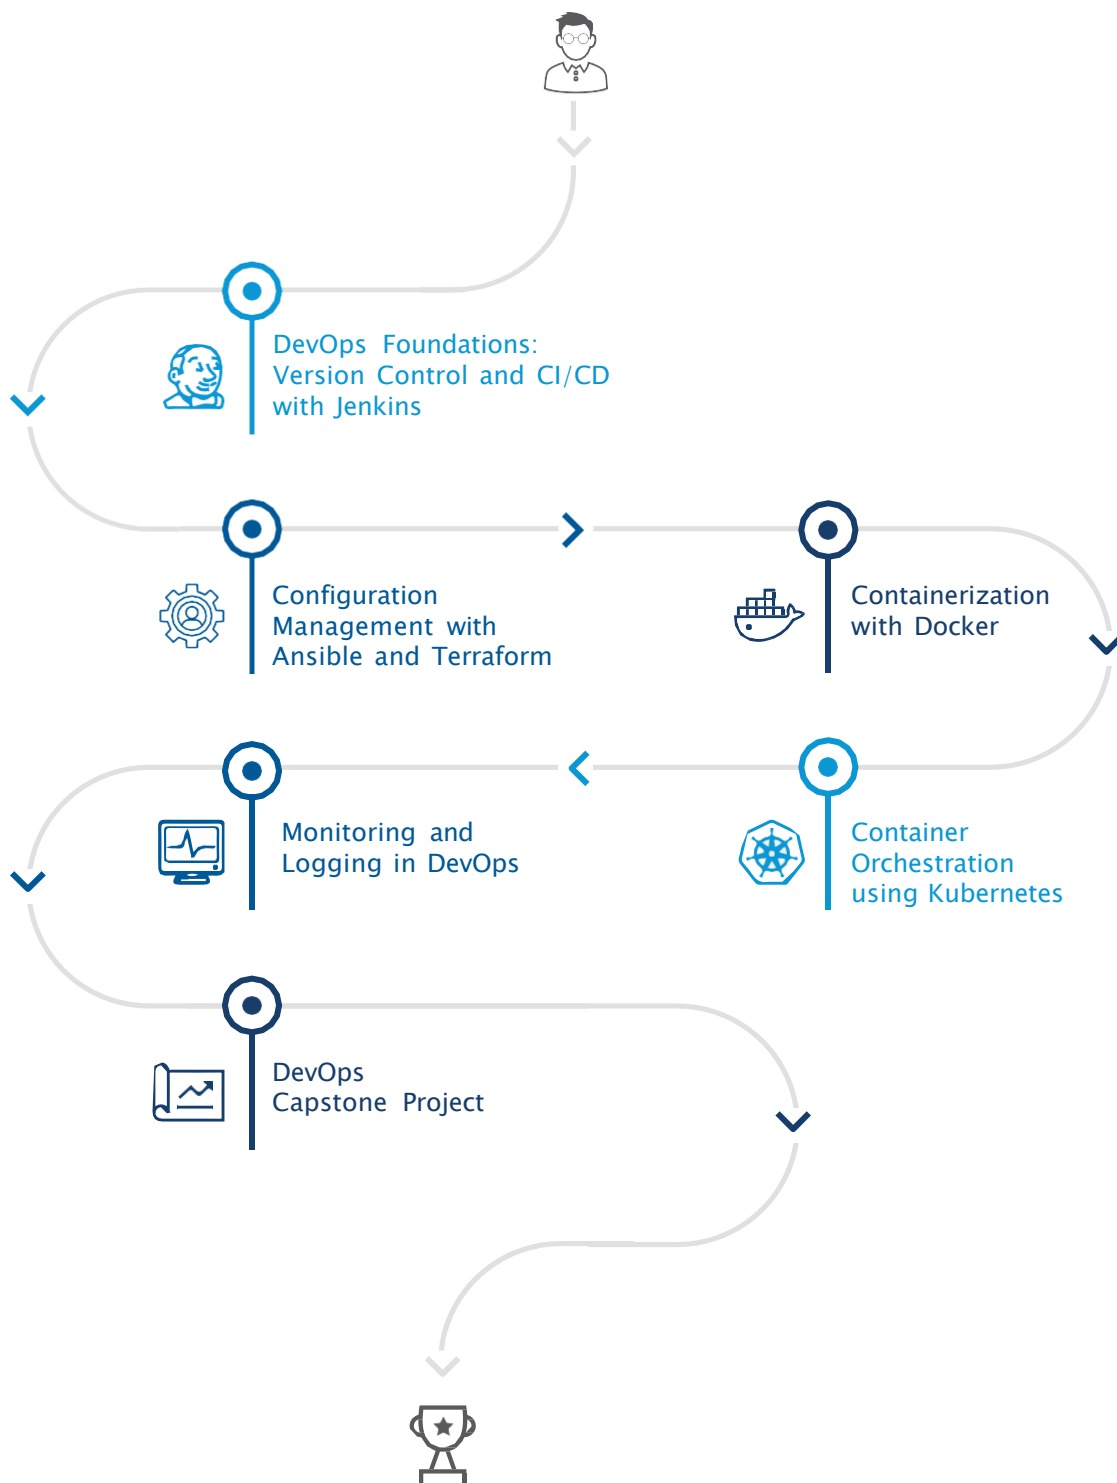 DevOps Foundations:
Version Control and CI/CD
with Jenkins
Configuration
Management with
Ansible and Terraform
Containerization
with Docker
Container
Orchestration
using Kubernetes
Monitoring and
Logging in DevOps
DevOps
Capstone Project